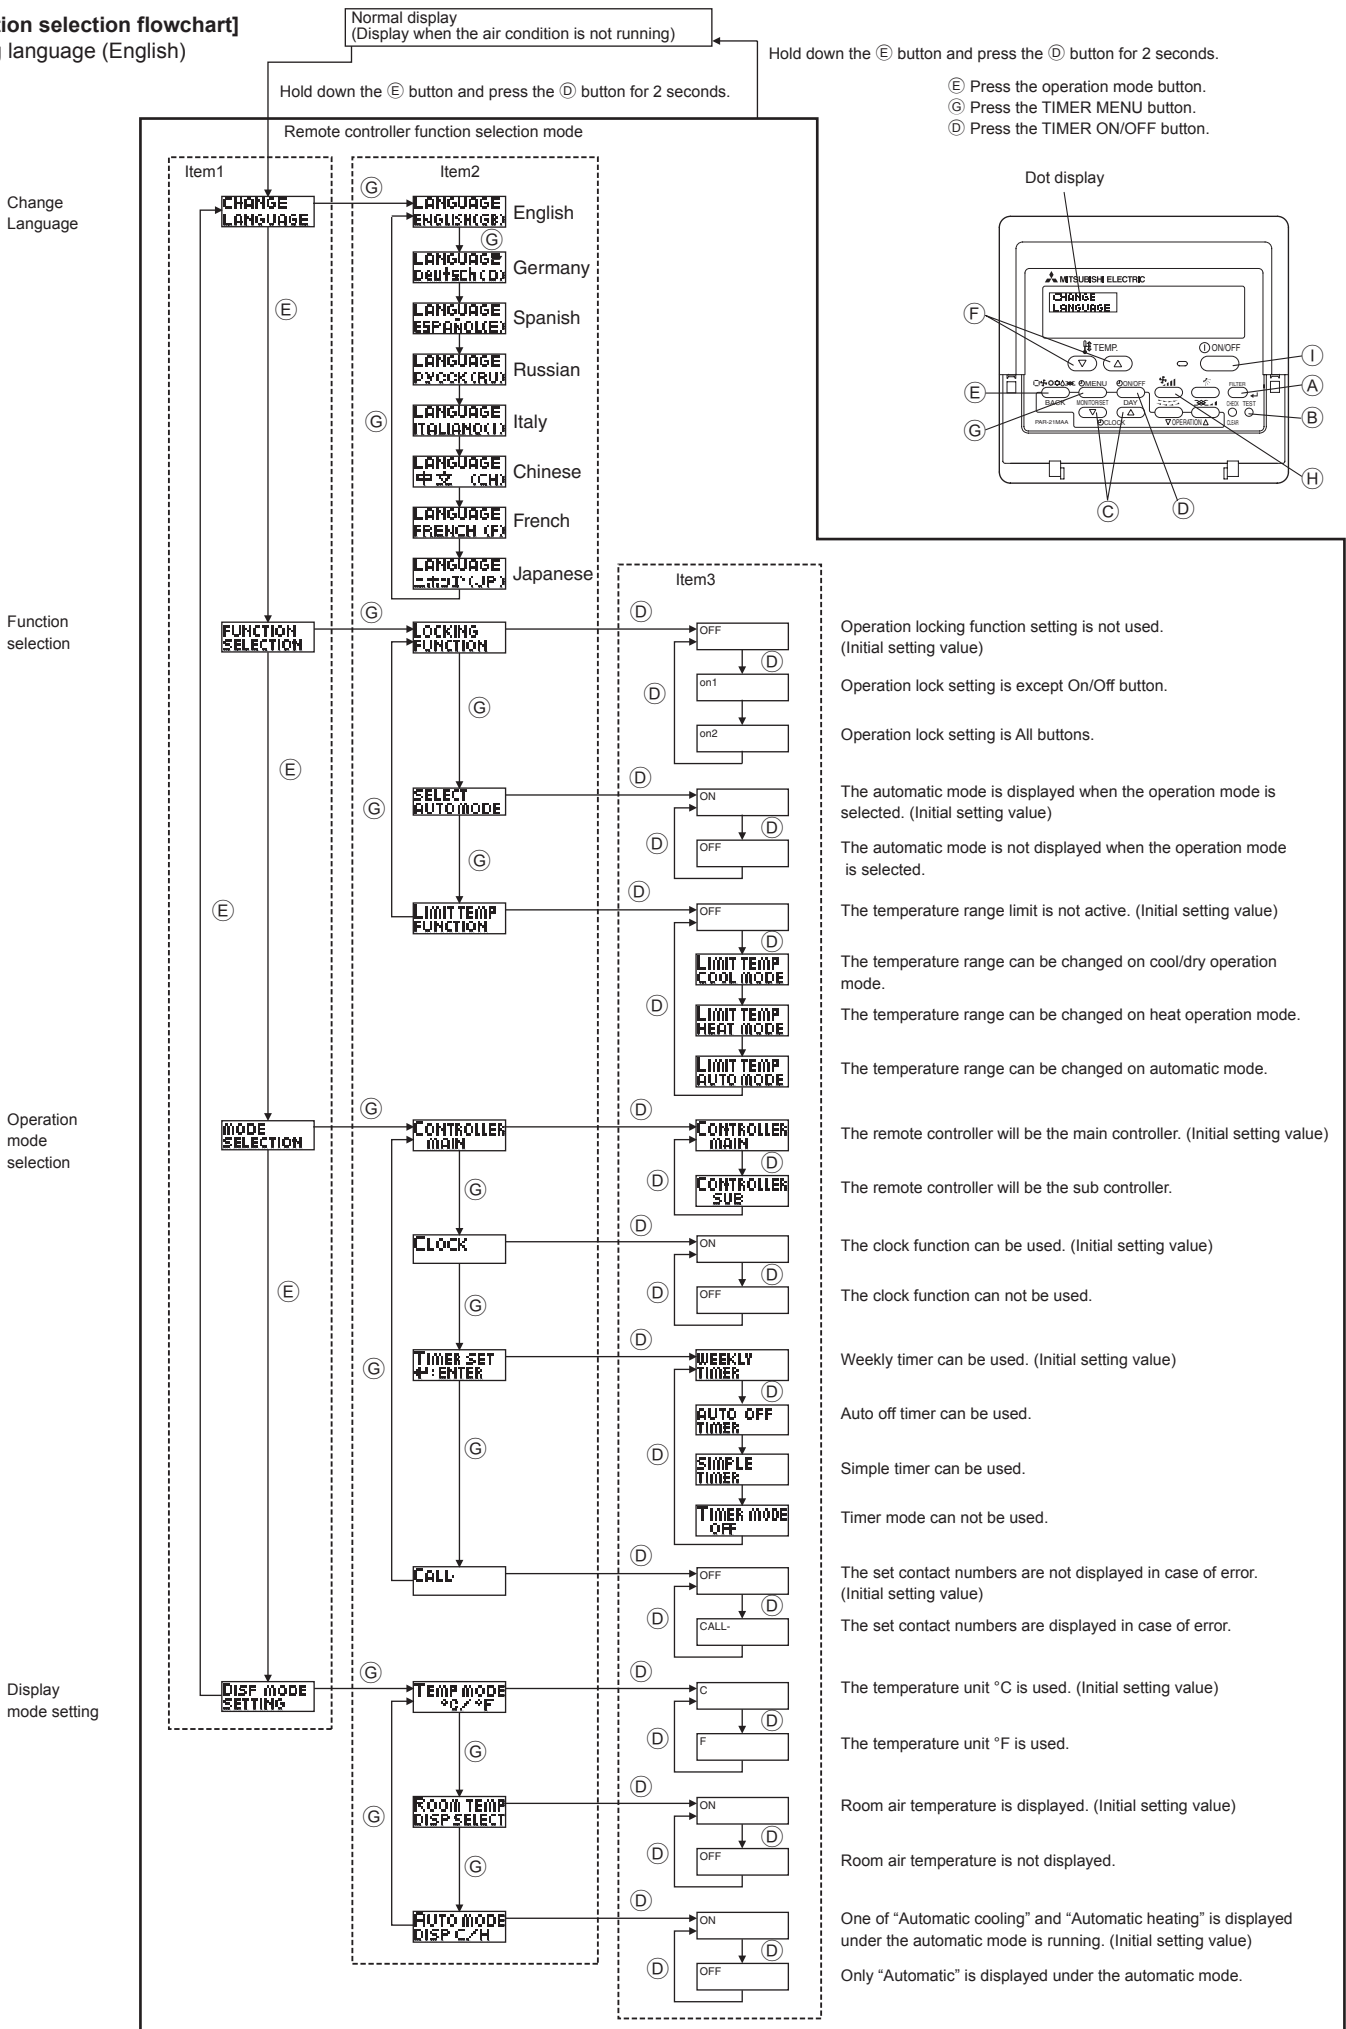 tion selection flowchart]
g language (English)
Normal display
(Display when the air condition is not running)
Hold down the Ⓔ button and press the Ⓓ button for 2 seconds.
Hold down the Ⓔ button and press the Ⓓ button for 2 seconds.
Ⓔ Press the operation mode button.
Ⓖ Press the TIMER MENU button.
Ⓓ Press the TIMER ON/OFF button.
Remote controller function selection mode
Item1
Item2
Dot display
Change
Language
CHANGE
LANGUAGE
Ⓖ
LANGUAGE
ENGLISH(GB)
English
Ⓖ
LANGUAGE
Deutsch(D)
Germany
LANGUAGE
ESPAÑOL(E)
Spanish
LANGUAGE
РУССК(RU)
Russian
LANGUAGE
ITALIANO(I)
Italy
LANGUAGE
中文 (CH)
Chinese
LANGUAGE
FRENCH (F)
French
LANGUAGE
ニホンゴ(JP)
Japanese
Ⓔ
Ⓖ
MITSUBISHI ELECTRIC
CHANGE
LANGUAGE
TEMP.
ON/OFF
MENU
ON/OFF
FILTER
BACK
MONITOR/SET
DAY
CHECK TEST
PAR-21MAA
CLOCK
OPERATION
CLEAR
Ⓕ
Ⓘ
Ⓔ
Ⓐ
Ⓖ
Ⓑ
Ⓗ
Ⓒ
Ⓓ
Item3
Function
selection
FUNCTION
SELECTION
Ⓖ
LOCKING
FUNCTION
Ⓓ
OFF
Operation locking function setting is not used.
(Initial setting value)
Ⓓ
on1
Operation lock setting is except On/Off button.
Ⓓ
Ⓖ
on2
Operation lock setting is All buttons.
Ⓔ
SELECT
AUTO MODE
Ⓓ
ON
The automatic mode is displayed when the operation mode is
selected. (Initial setting value)
Ⓖ
Ⓓ
Ⓓ
OFF
The automatic mode is not displayed when the operation mode
is selected.
Ⓖ
Ⓔ
LIMIT TEMP
FUNCTION
Ⓓ
OFF
The temperature range limit is not active. (Initial setting value)
Ⓓ
LIMIT TEMP
COOL MODE
The temperature range can be changed on cool/dry operation
mode.
Ⓓ
LIMIT TEMP
HEAT MODE
The temperature range can be changed on heat operation mode.
LIMIT TEMP
AUTO MODE
The temperature range can be changed on automatic mode.
Operation
mode
selection
MODE
SELECTION
Ⓖ
CONTROLLER
MAIN
Ⓓ
CONTROLLER
MAIN
The remote controller will be the main controller. (Initial setting value)
Ⓓ
Ⓓ
CONTROLLER
SUB
The remote controller will be the sub controller.
Ⓖ
CLOCK
Ⓓ
ON
The clock function can be used. (Initial setting value)
Ⓓ
Ⓓ
OFF
The clock function can not be used.
Ⓔ
Ⓖ
TIMER SET
↵:ENTER
Ⓓ
WEEKLY
TIMER
Weekly timer can be used. (Initial setting value)
Ⓖ
Ⓓ
AUTO OFF
TIMER
Auto off timer can be used.
Ⓖ
Ⓓ
SIMPLE
TIMER
Simple timer can be used.
TIMER MODE
OFF
Timer mode can not be used.
CALL-
Ⓓ
OFF
The set contact numbers are not displayed in case of error.
(Initial setting value)
Ⓓ
Ⓓ
CALL-
The set contact numbers are displayed in case of error.
Display
mode setting
DISP MODE
SETTING
Ⓖ
TEMP MODE
°C/°F
Ⓓ
C
The temperature unit °C is used. (Initial setting value)
Ⓓ
Ⓓ
F
The temperature unit °F is used.
Ⓖ
ROOM TEMP
DISP SELECT
Ⓓ
ON
Room air temperature is displayed. (Initial setting value)
Ⓖ
Ⓓ
Ⓓ
OFF
Room air temperature is not displayed.
Ⓖ
AUTO MODE
DISP C/H
Ⓓ
ON
One of “Automatic cooling” and “Automatic heating” is displayed
under the automatic mode is running. (Initial setting value)
Ⓓ
Ⓓ
OFF
Only “Automatic” is displayed under the automatic mode.